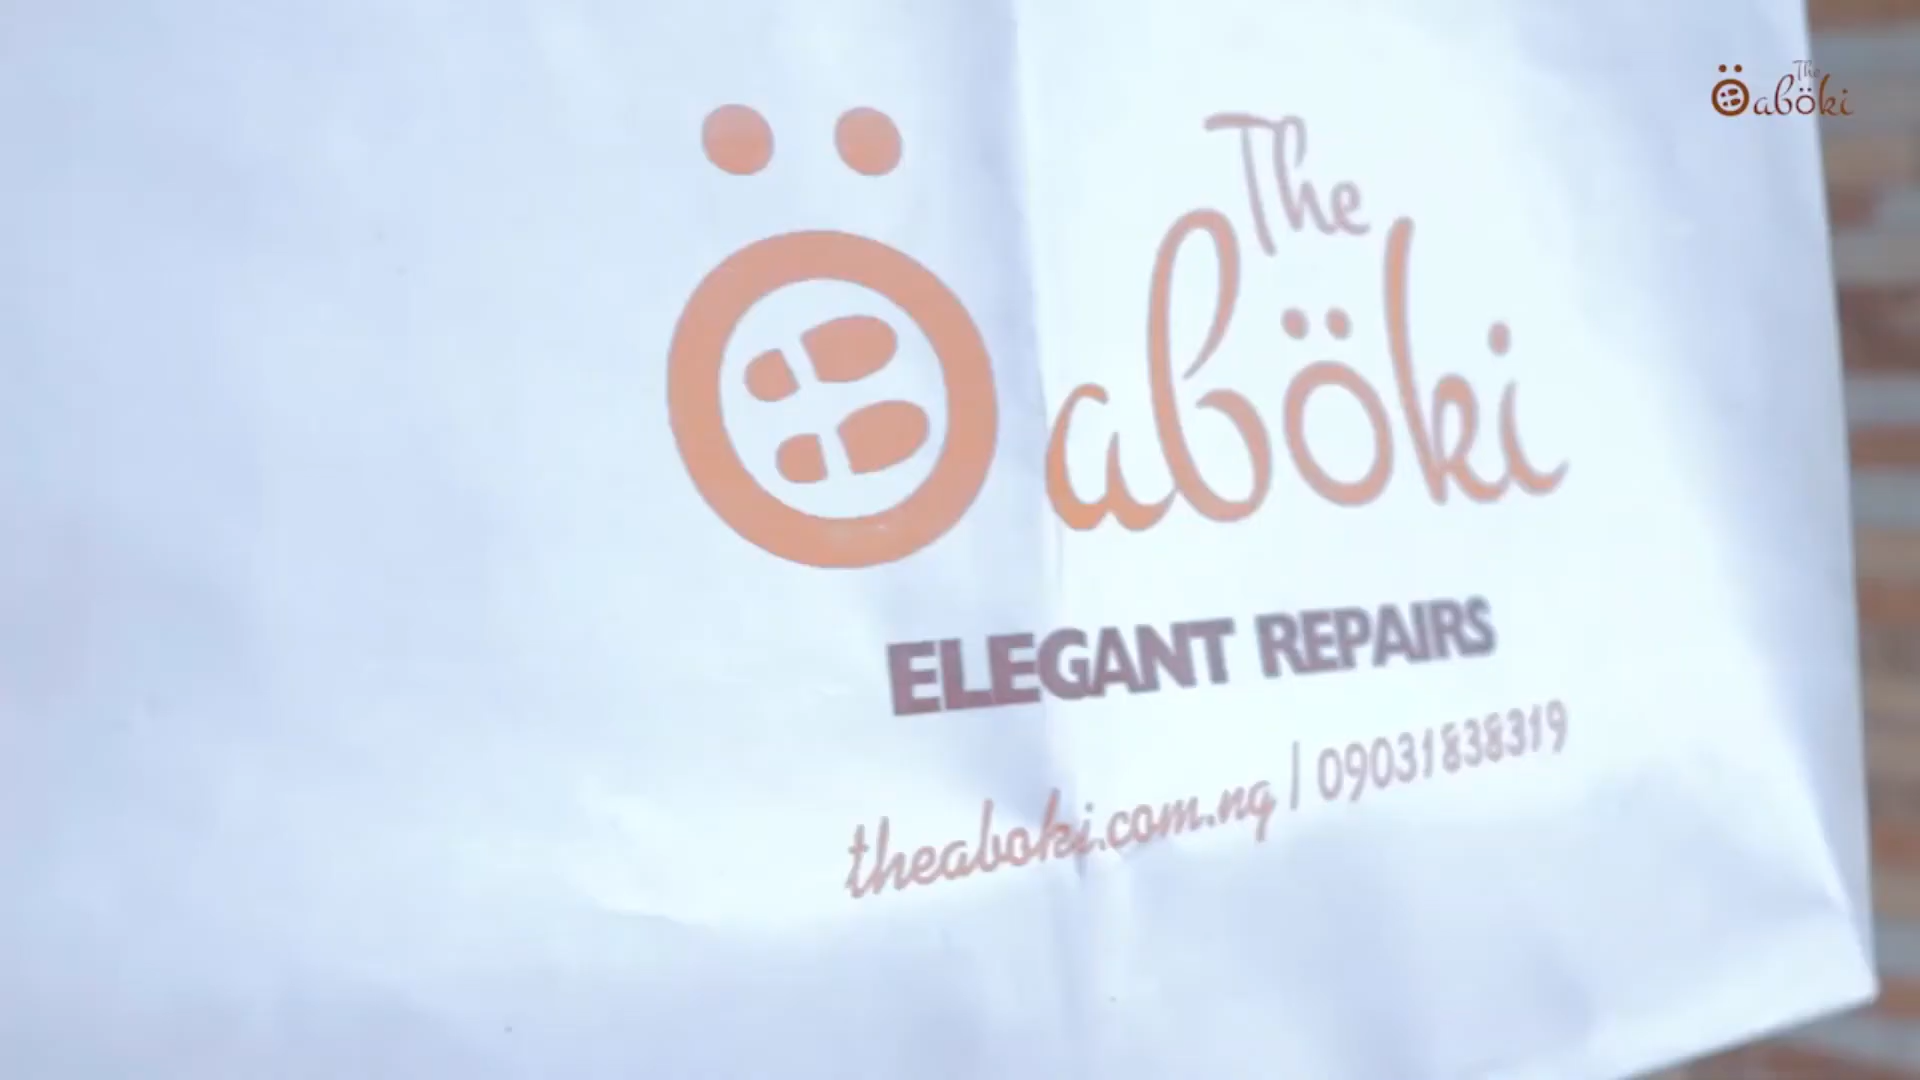 The
aböki
ELEGANT REPAIRS
theaboki.com.ng | 09031838319
The
aböki